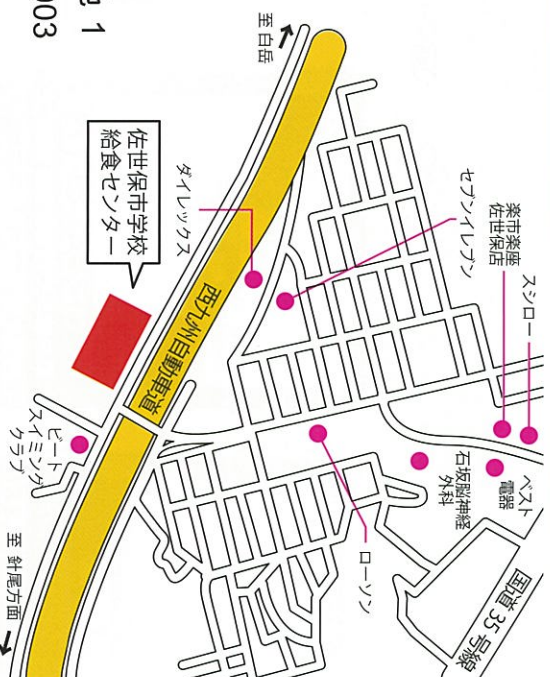 1
003
至 白岳
佐世保市学校
給食センター
ダイレックス
セブンイレブン
楽市楽座
佐世保店
スシロー
西九州自動車道
ビート
スイミング
クラブ
ローソン
石坂脳神経
外科
ベスト
電器
国道 35 号線
至 針尾方面